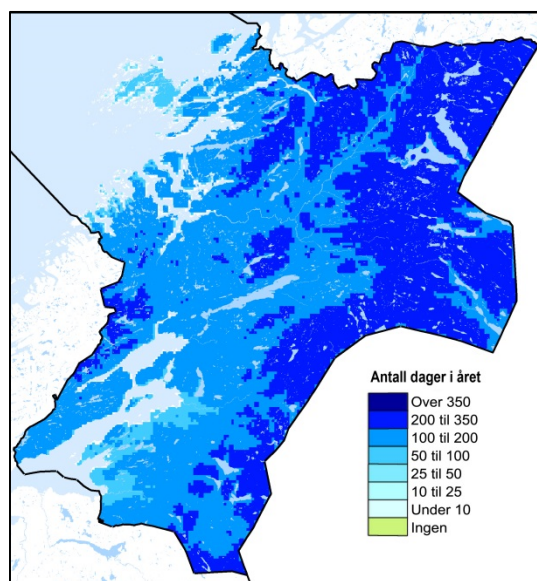 Antall dager i året
Over 350
200 til 350
100 til 200
50 til 100
25 til 50
10 til 25
Under 10
Ingen